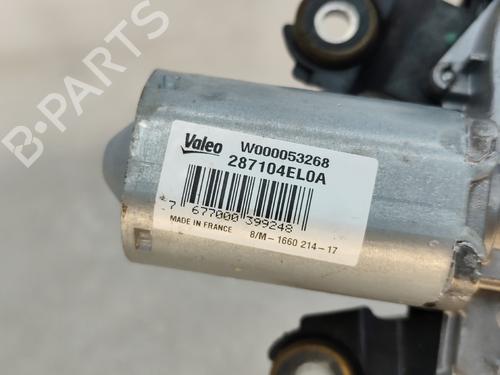 Valeo W000053268
287104EL0A
7 677000 399248
MADE IN FRANCE 8/M-1660 214-17
B-PARTS